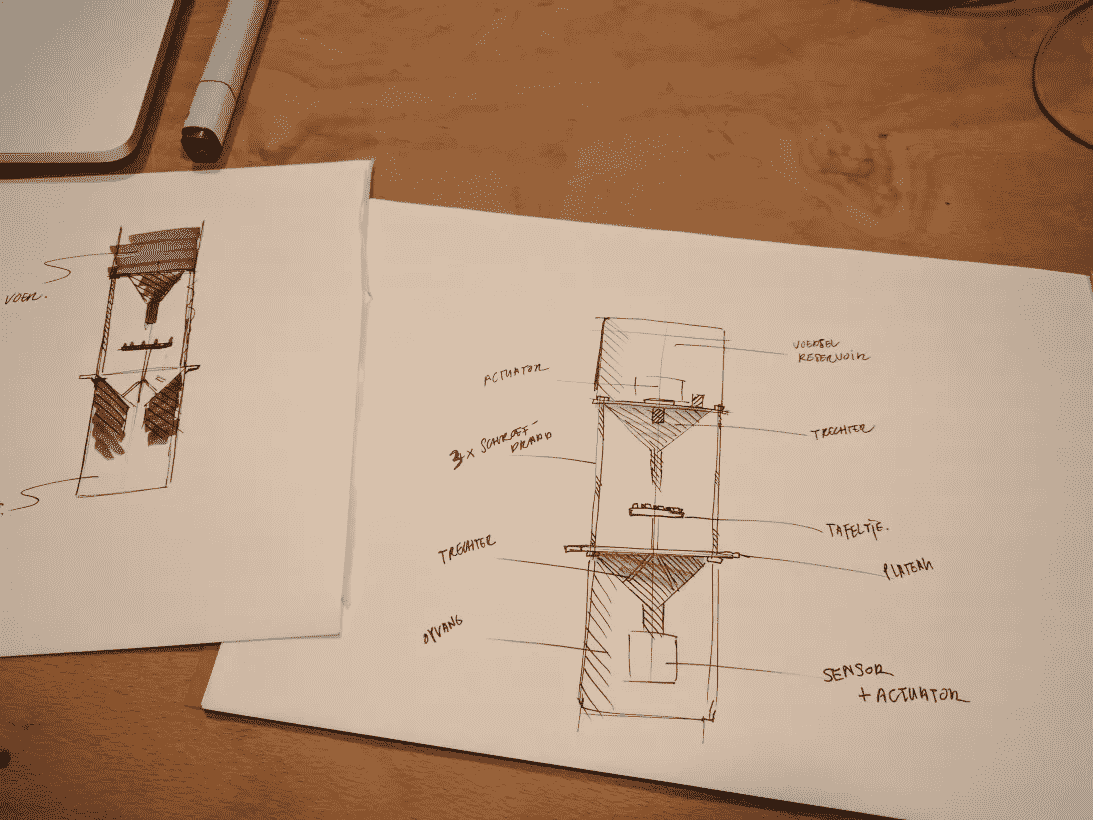 VOER.
VOEDSEL
RESERVOIR
ACTUATOR
TRECHTER
3x SCHROEF-
DRAAD
TAFELTJE.
TRECHTER
PLATEAU
OPVANG
SENSOR
+ ACTUATOR